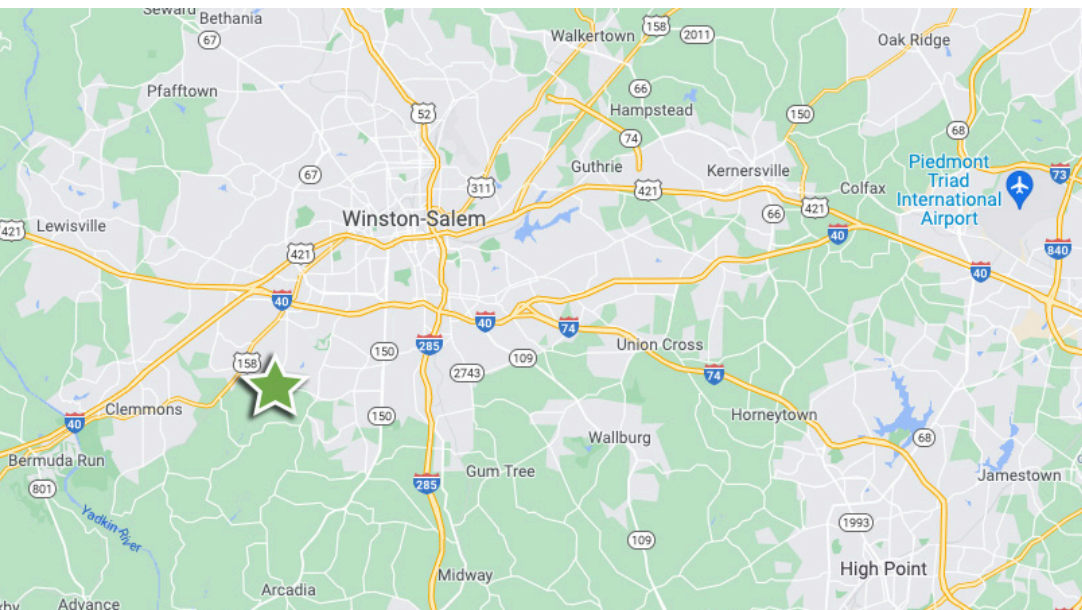 Seward
Bethania
67
158
Walkertown
2011
Oak Ridge
Pfafftown
66
Hampstead
52
150
74
68
Guthrie
Kernersville
Piedmont
Triad
International
Airport
73
67
311
421
Colfax
421
66
Winston-Salem
421
Lewisville
421
40
840
40
40
40
74
285
150
109
Union Cross
158
2743
74
Clemmons
150
Horneytown
40
Wallburg
68
Bermuda Run
Gum Tree
Jamestown
801
285
Yadkin River
1993
109
High Point
Midway
Arcadia
Advance